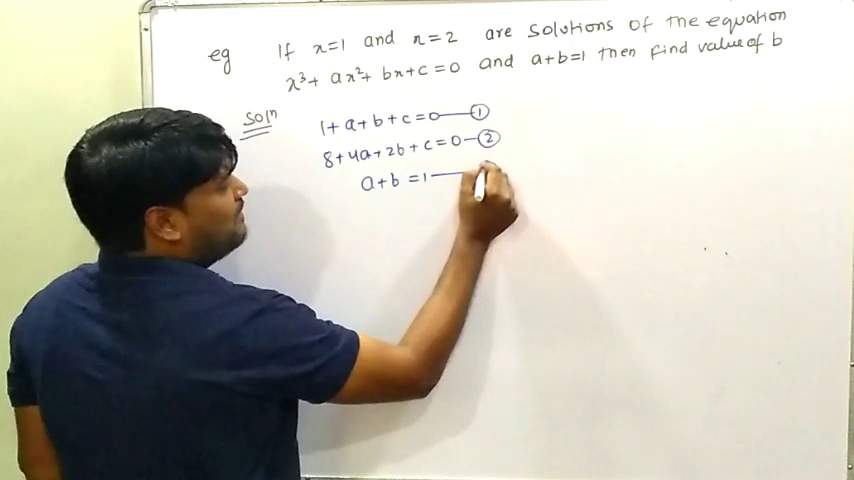 eg If x=1 and x=2 are solutions of the equation
x³+ ax²+ bx+c=0 and a+b=1 then find value of b
Solⁿ
1+a+b+c=0—①
8+4a+2b+c=0—②
a+b=1—